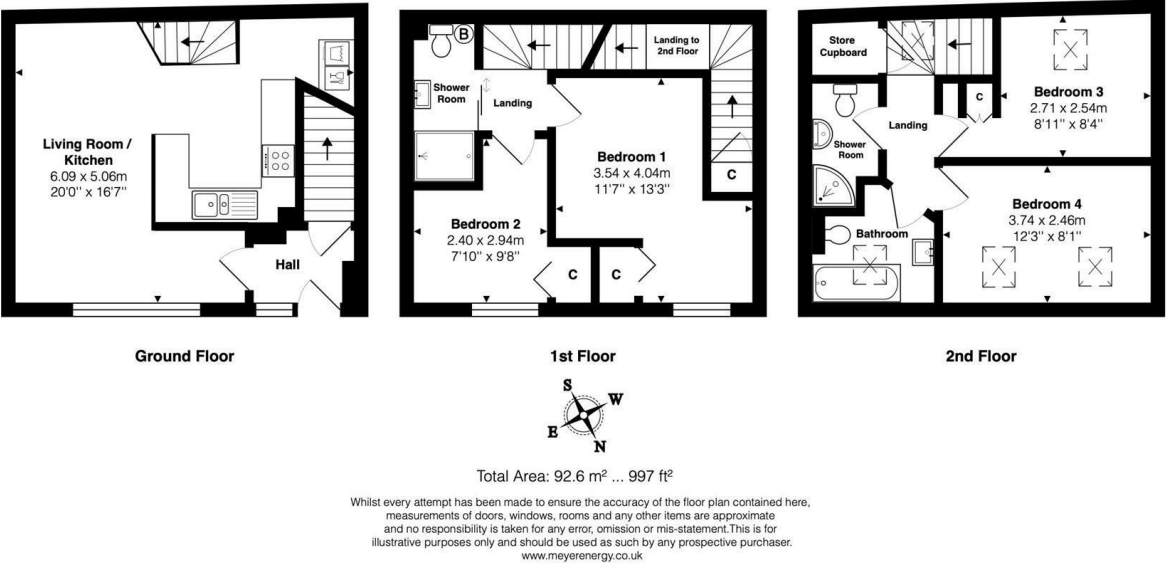 Living Room /
Kitchen
6.09 x 5.06m
20'0'' x 16'7''
Hall
Ground Floor
B
Shower
Room
Landing
Landing to
2nd Floor
Bedroom 1
3.54 x 4.04m
11'7'' x 13'3''
C
Bedroom 2
2.40 x 2.94m
7'10'' x 9'8''
C
C
1st Floor
Store
Cupboard
Shower
Room
Landing
C
Bedroom 3
2.71 x 2.54m
8'11'' x 8'4''
Bedroom 4
3.74 x 2.46m
12'3'' x 8'1''
Bathroom
2nd Floor
S
W
E
N
Total Area: 92.6 m² ... 997 ft²
Whilst every attempt has been made to ensure the accuracy of the floor plan contained here,
measurements of doors, windows, rooms and any other items are approximate
and no responsibility is taken for any error, omission or mis-statement.This is for
illustrative purposes only and should be used as such by any prospective purchaser.
www.meyerenergy.co.uk